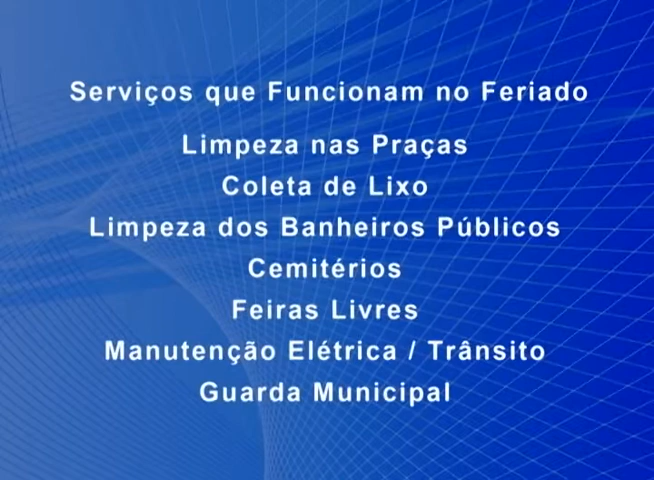 Serviços que Funcionam no Feriado
Limpeza nas Praças
Coleta de Lixo
Limpeza dos Banheiros Públicos
Cemitérios
Feiras Livres
Manutenção Elétrica / Trânsito
Guarda Municipal